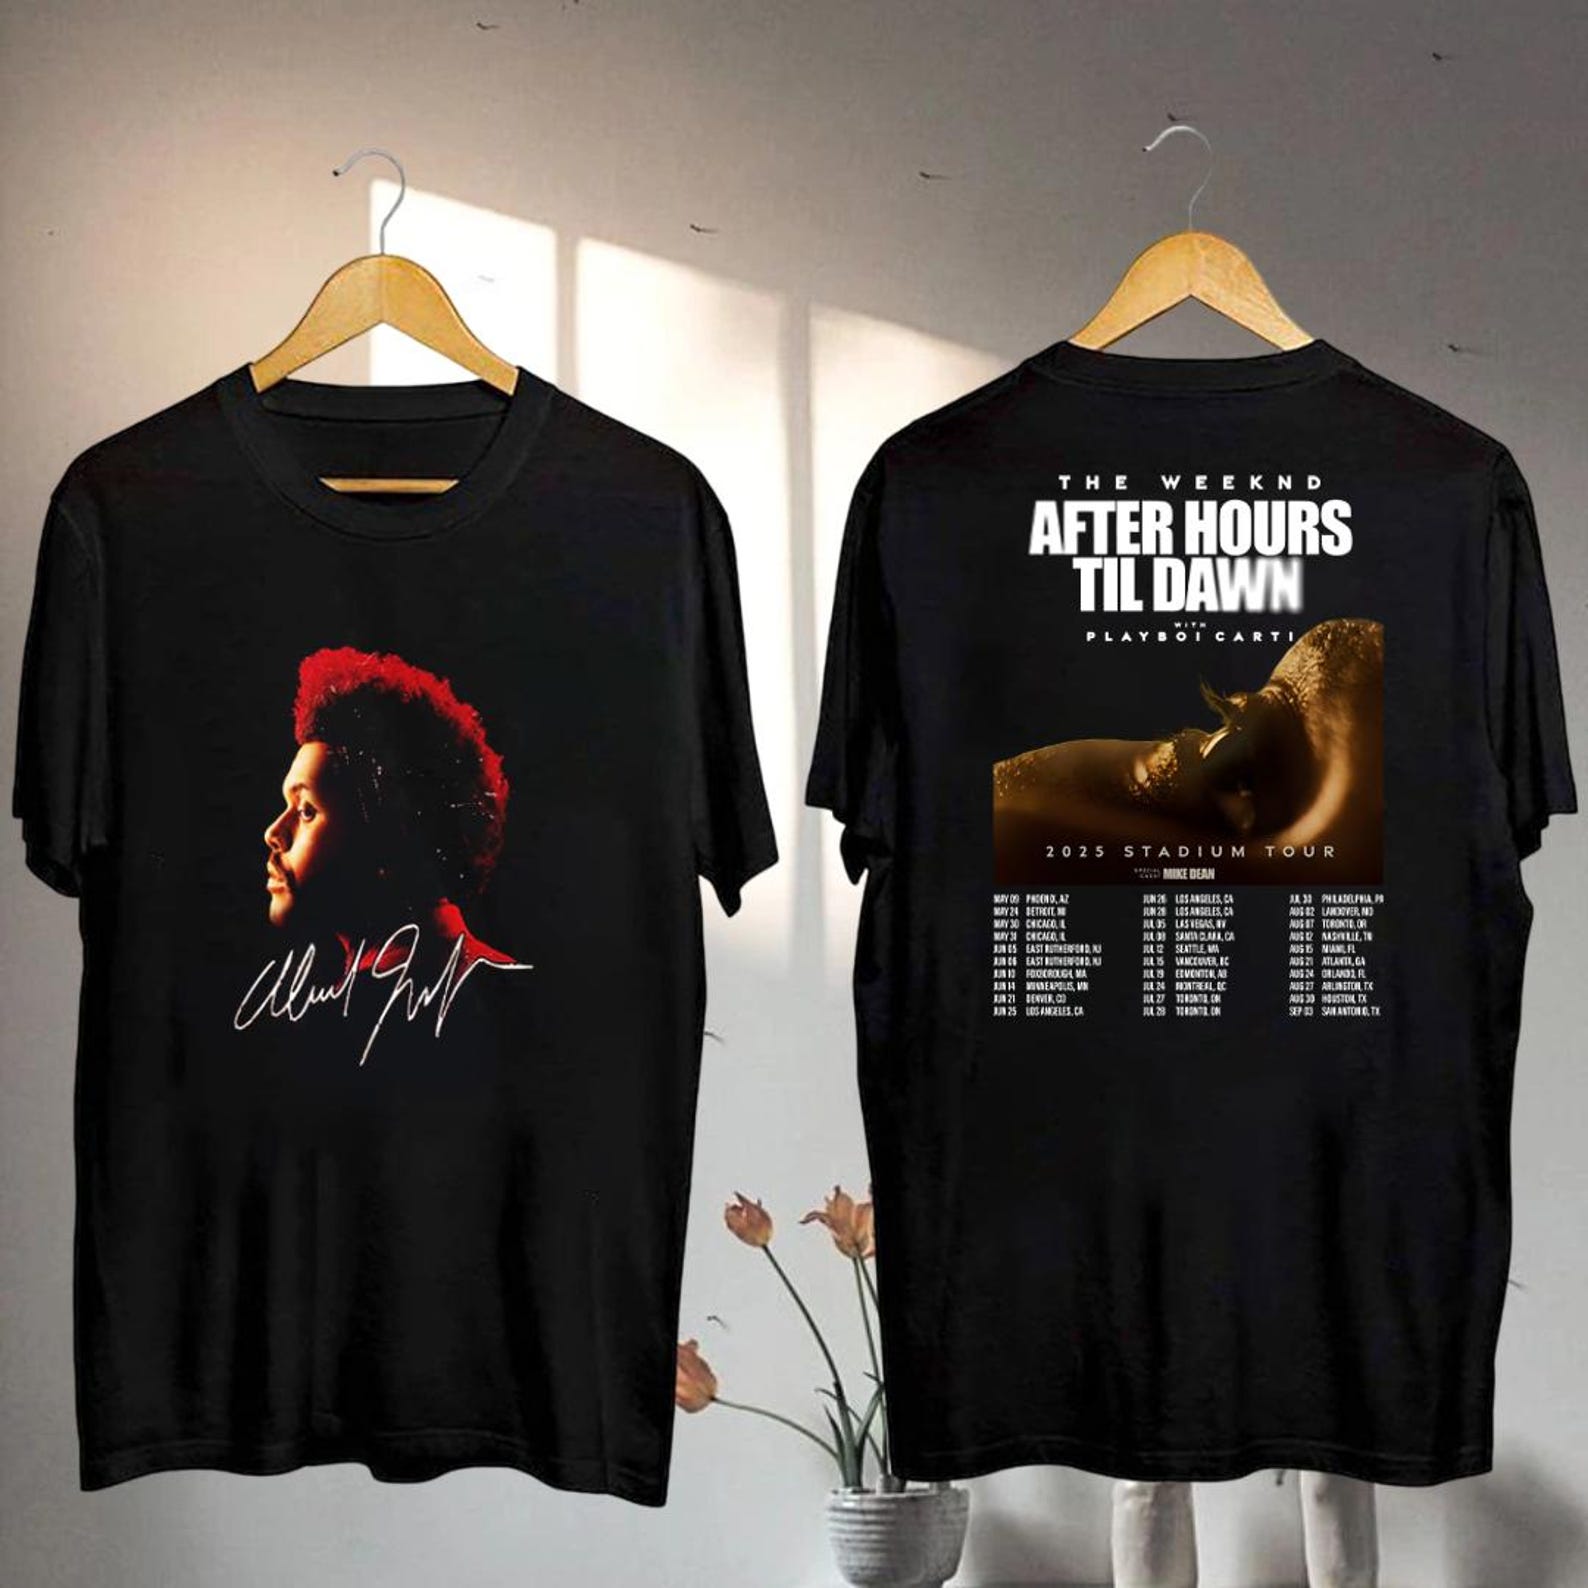 THE WEEKND
AFTER HOURS
TIL DAWN
WITH
PLAYBOI CARTI
2025 STADIUM TOUR
SPECIAL GUEST MIKE DEAN
MAY 09 PHOENIX, AZ
MAY 24 DETROIT, MI
MAY 30 CHICAGO, IL
MAY 31 CHICAGO, IL
JUN 05 EAST RUTHERFORD, NJ
JUN 06 EAST RUTHERFORD, NJ
JUN 10 FOXBOROUGH, MA
JUN 14 MINNEAPOLIS, MN
JUN 21 DENVER, CO
JUN 25 LOS ANGELES, CA
JUN 26 LOS ANGELES, CA
JUN 28 LOS ANGELES, CA
JUL 05 LAS VEGAS, NV
JUL 08 SANTA CLARA, CA
JUL 12 SEATTLE, WA
JUL 15 VANCOUVER, BC
JUL 19 EDMONTON, AB
JUL 24 MONTREAL, QC
JUL 27 TORONTO, ON
JUL 28 TORONTO, ON
JUL 30 PHILADELPHIA, PA
AUG 02 LANDOVER, MD
AUG 07 TORONTO,
AUG 12 NASHVILLE, TN
AUG 15 MIAMI, FL
AUG 21 ATLANTA, GA
AUG 24 ORLANDO, FL
AUG 27 ARLINGTON, TX
AUG 30 HOUSTON, TX
SEP 03 SAN ANTONIO, TX